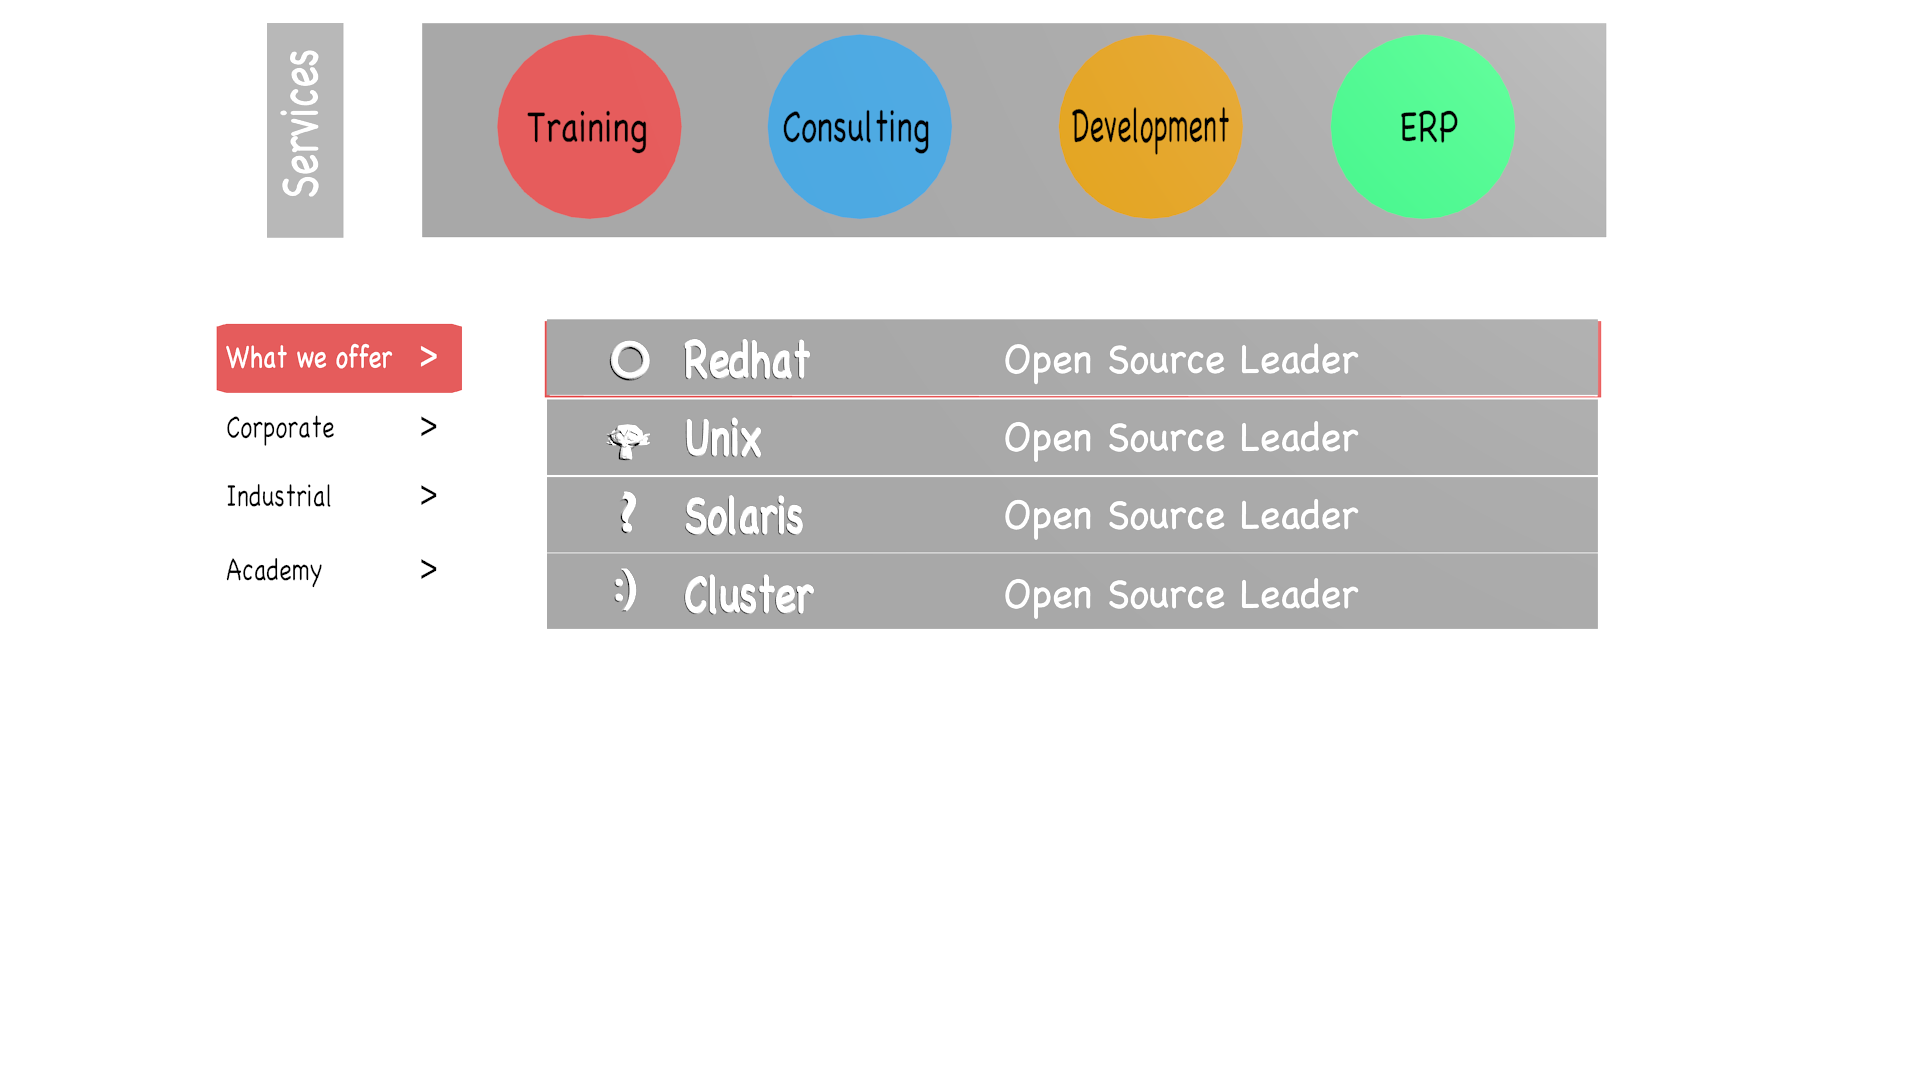 Services
Training
Consulting
Development
ERP
What we offer >
Corporate >
Industrial >
Academy >
Redhat Open Source Leader
Unix Open Source Leader
? Solaris Open Source Leader
:) Cluster Open Source Leader